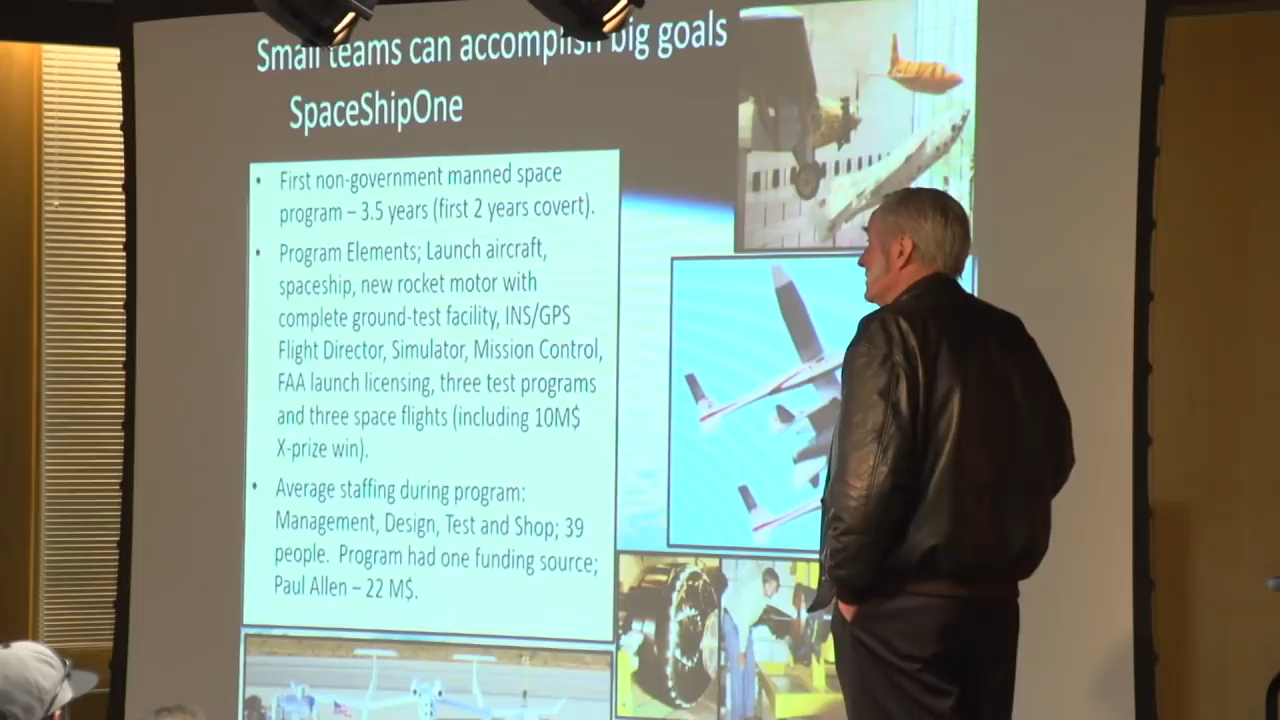 Small teams can accomplish big goals
SpaceShipOne
• First non-government manned space
program – 3.5 years (first 2 years covert).
• Program Elements; Launch aircraft,
spaceship, new rocket motor with
complete ground-test facility, INS/GPS
Flight Director, Simulator, Mission Control,
FAA launch licensing, three test programs
and three space flights (including 10M$
X-prize win).
• Average staffing during program:
Management, Design, Test and Shop; 39
people. Program had one funding source;
Paul Allen – 22 M$.